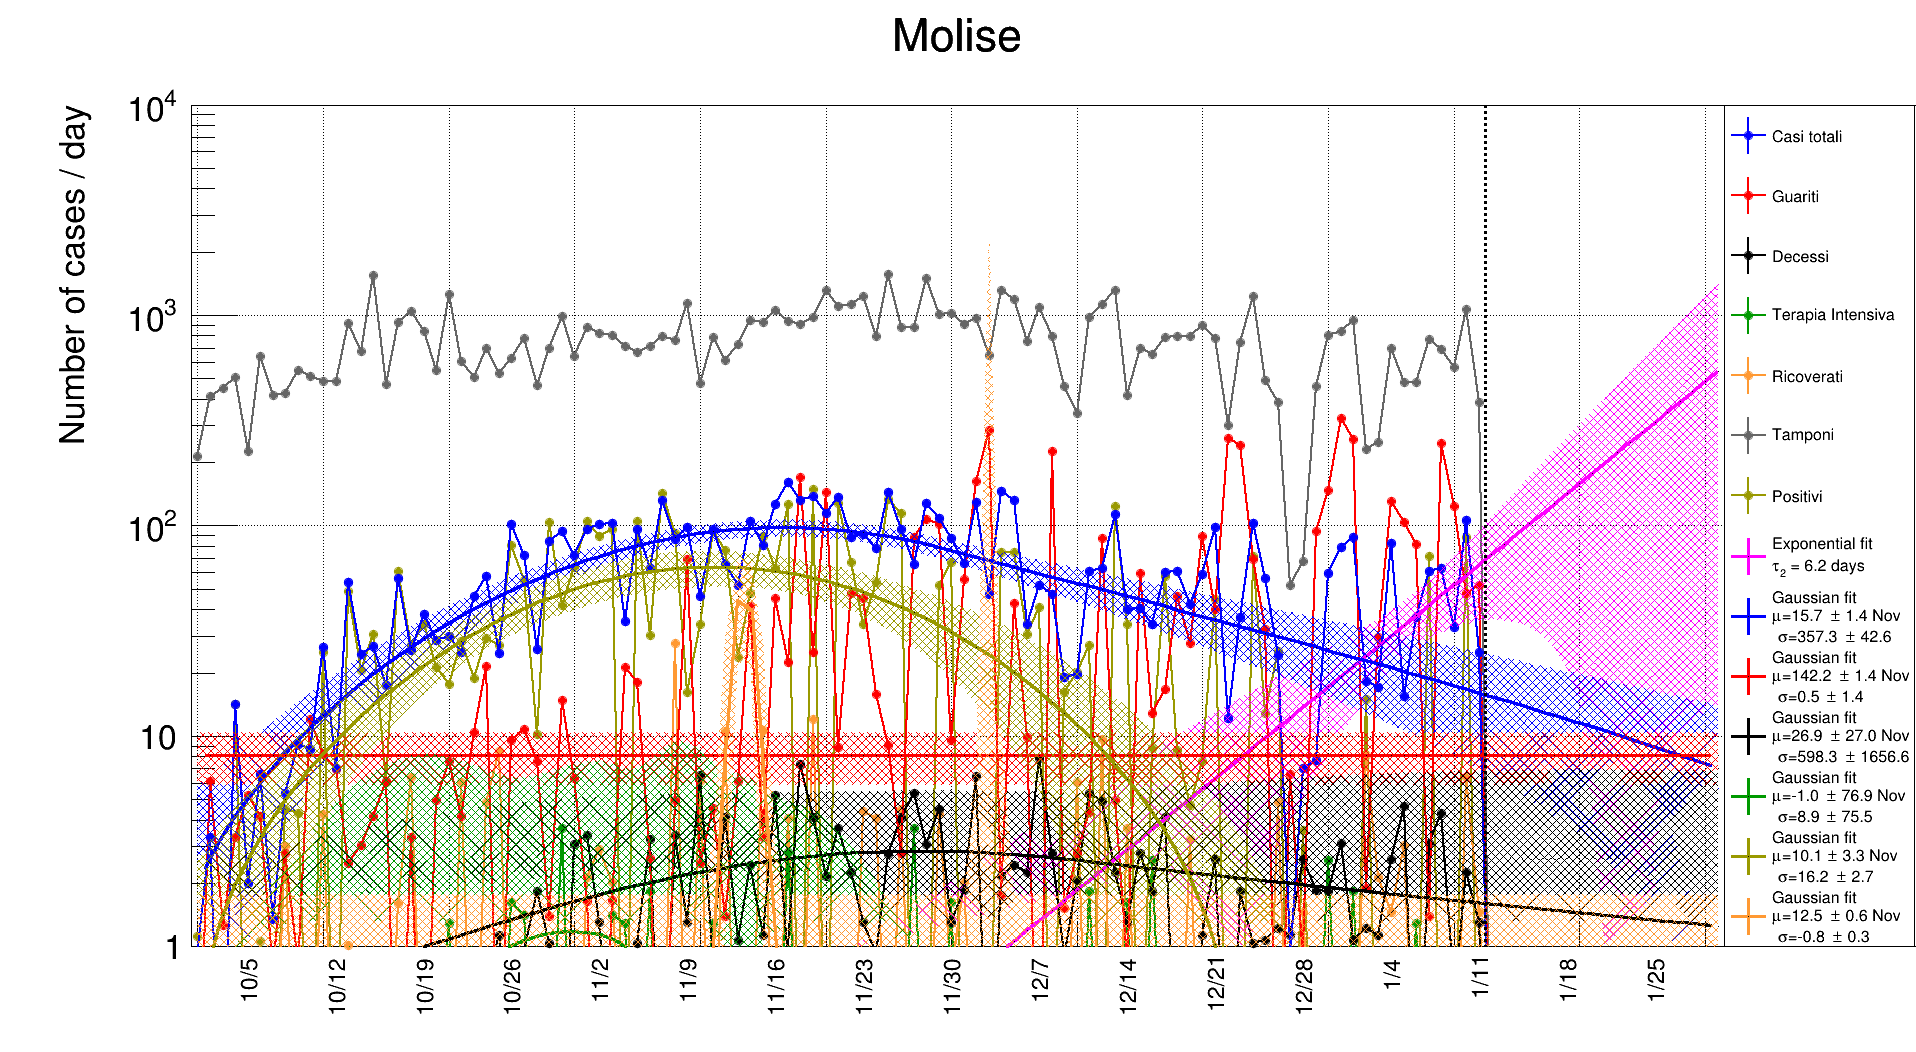 Molise
Number of cases / day
10^4
10^3
10^2
10
1
10/5
10/12
10/19
10/26
11/2
11/9
11/16
11/23
11/30
12/7
12/14
12/21
12/28
1/4
1/11
1/18
1/25
Casi totali
Guariti
Decessi
Terapia Intensiva
Ricoverati
Tamponi
Positivi
Exponential fit
τ₂ = 6.2 days
Gaussian fit
μ=15.7 ± 1.4 Nov
σ=357.3 ± 42.6
Gaussian fit
μ=142.2 ± 1.4 Nov
σ=0.5 ± 1.4
Gaussian fit
μ=26.9 ± 27.0 Nov
σ=598.3 ± 1656.6
Gaussian fit
μ=-1.0 ± 76.9 Nov
σ=8.9 ± 75.5
Gaussian fit
μ=10.1 ± 3.3 Nov
σ=16.2 ± 2.7
Gaussian fit
μ=12.5 ± 0.6 Nov
σ=-0.8 ± 0.3